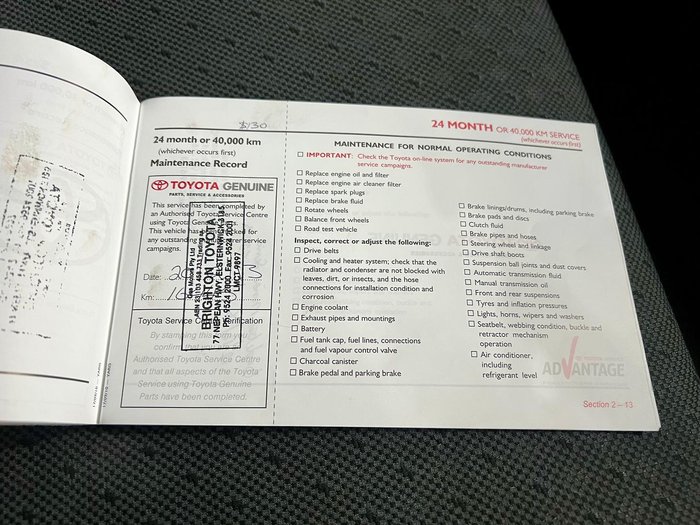 $130
24 month or 40,000 km
(whichever occurs first)
Maintenance Record
TOYOTA GENUINE
PARTS, SERVICE & ACCESSORIES
This service has been completed by
an Authorised Toyota Service Centre
using Toyota Genuine
This vehicle has
any outstanding
campaigns.
Date: 20
Km:
BRIGHTON TOYOTA
77 NEPEAN HWY, ELSTERNWICK
Ph: 9524 0000 Fax: 9524 2001
LMCT-9897
Toyota Service Verification
By stamping this
confirm that
Authorised Toyota Service Centre
and that all aspects of the Toyota
Service using Toyota Genuine
Parts have been completed.
24 MONTH OR 40,000 KM SERVICE
(whichever occurs first)
MAINTENANCE FOR NORMAL OPERATING CONDITIONS
IMPORTANT: Check the Toyota on-line system for any outstanding manufacturer
service campaigns.
Replace engine oil and filter
Replace engine air cleaner filter
Replace spark plugs
Replace brake fluid
Rotate wheels
Balance front wheels
Road test vehicle
Inspect, correct or adjust the following:
Drive belts
Cooling and heater system; check that the
radiator and condenser are not blocked with
leaves, dirt, or insects, and the hose
connections for installation condition and
corrosion
Engine coolant
Exhaust pipes and mountings
Battery
Fuel tank cap, fuel lines, connections
and fuel vapour control valve
Charcoal canister
Brake pedal and parking brake
Brake linings/drums, including parking brake
Brake pads and discs
Clutch fluid
Brake pipes and hoses
Steering wheel and linkage
Drive shaft boots
Suspension ball joints and dust covers
Automatic transmission fluid
Manual transmission oil
Front and rear suspensions
Tyres and inflation pressures
Lights, horns, wipers and washers
Seatbelt, webbing condition, buckle and
retractor mechanism
operation
Air conditioner,
including
refrigerant level
ADVANTAGE
Section 2—13